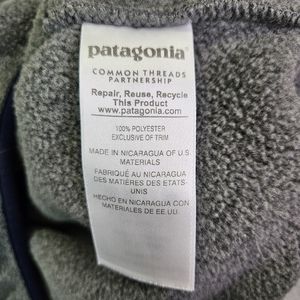 patagonia®
COMMON THREADS
PARTNERSHIP
Repair, Reuse, Recycle
This Product
www.patagonia.com
100% POLYESTER
EXCLUSIVE OF TRIM
MADE IN NICARAGUA OF U.S.
MATERIALS
FABRIQUÉ AU NICARAGUA
DES MATIÈRES DES ETATS-
UNIS
HECHO EN NICARAGUA CON
MATERIALES DE EE.UU.